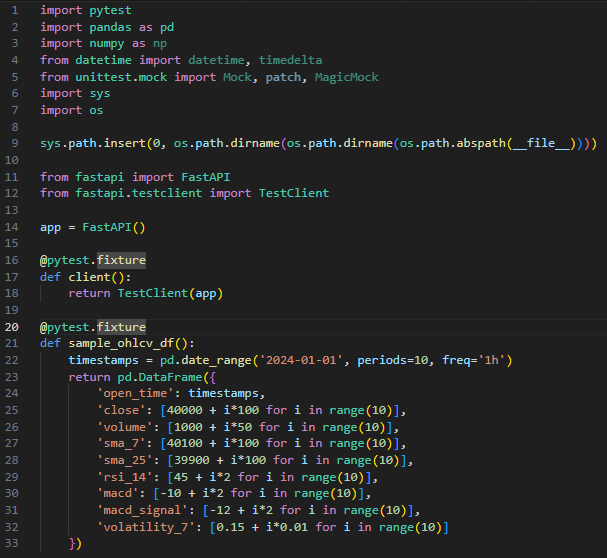 1 import pytest
2 import pandas as pd
3 import numpy as np
4 from datetime import datetime, timedelta
5 from unittest.mock import Mock, patch, MagicMock
6 import sys
7 import os
8
9 sys.path.insert(0, os.path.dirname(os.path.dirname(os.path.abspath(__file__))))
10
11 from fastapi import FastAPI
12 from fastapi.testclient import TestClient
13
14 app = FastAPI()
15
16 @pytest.fixture
17 def client():
18     return TestClient(app)
19
20 @pytest.fixture
21 def sample_ohlcv_df():
22     timestamps = pd.date_range('2024-01-01', periods=10, freq='1h')
23     return pd.DataFrame({
24         'open_time': timestamps,
25         'close': [40000 + i*100 for i in range(10)],
26         'volume': [1000 + i*50 for i in range(10)],
27         'sma_7': [40100 + i*100 for i in range(10)],
28         'sma_25': [39900 + i*100 for i in range(10)],
29         'rsi_14': [45 + i*2 for i in range(10)],
30         'macd': [-10 + i*2 for i in range(10)],
31         'macd_signal': [-12 + i*2 for i in range(10)],
32         'volatility_7': [0.15 + i*0.01 for i in range(10)]
33     })